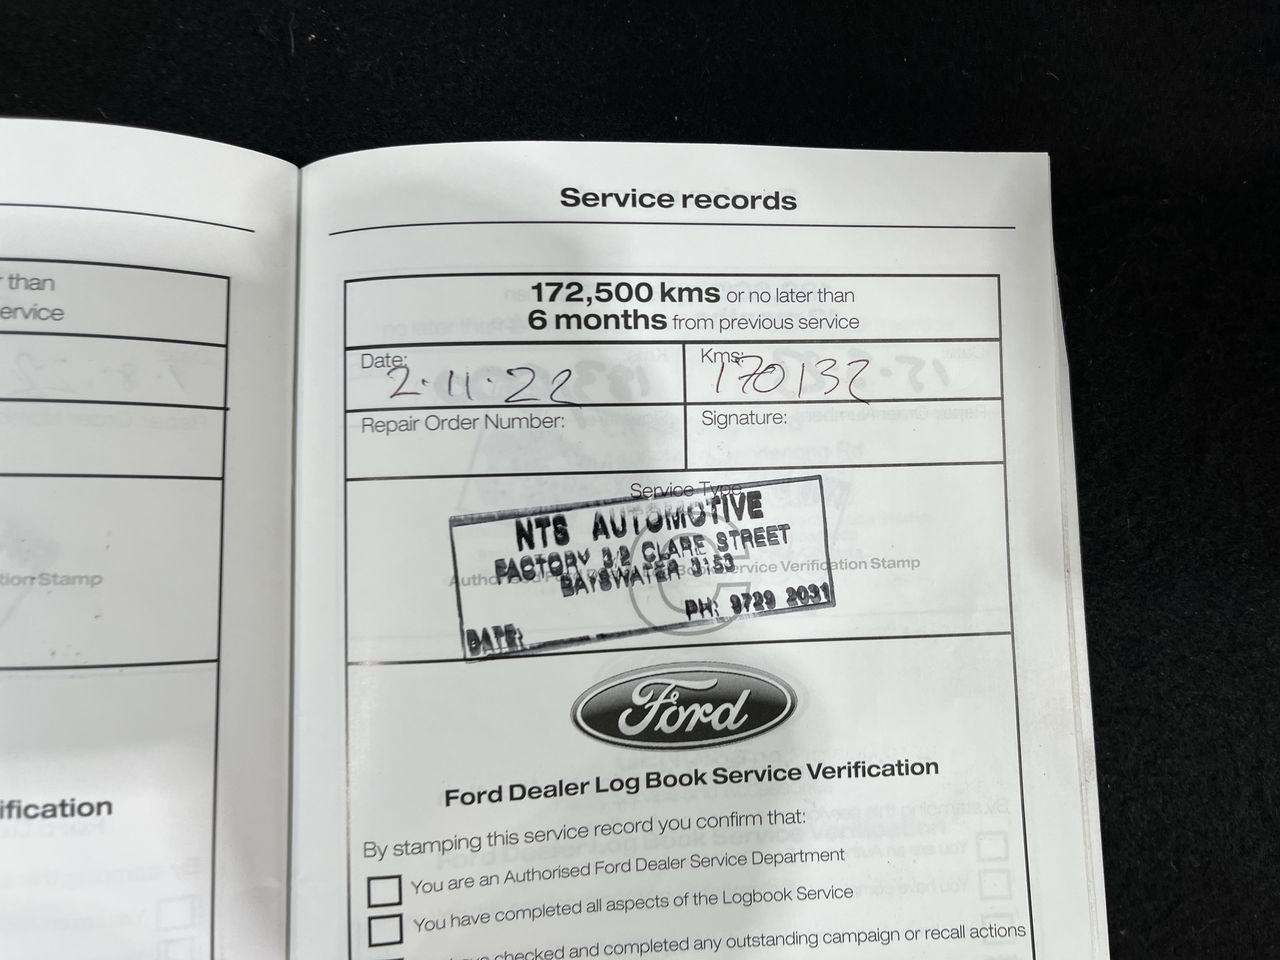 than
ervice
tion Stamp
ification
Service records
172,500 kms or no later than
6 months from previous service
Date:
2.11.22
Kms:
170132
Repair Order Number:
Signature:
Service Type
NTS AUTOMOTIVE
FACTORY 3/2 CLARE STREET
BAYSWATER 3153
PH: 9729 2031
DATE:
C
Service Verification Stamp
Ford
Ford Dealer Log Book Service Verification
By stamping this service record you confirm that:
You are an Authorised Ford Dealer Service Department
You have completed all aspects of the Logbook Service
checked and completed any outstanding campaign or recall actions